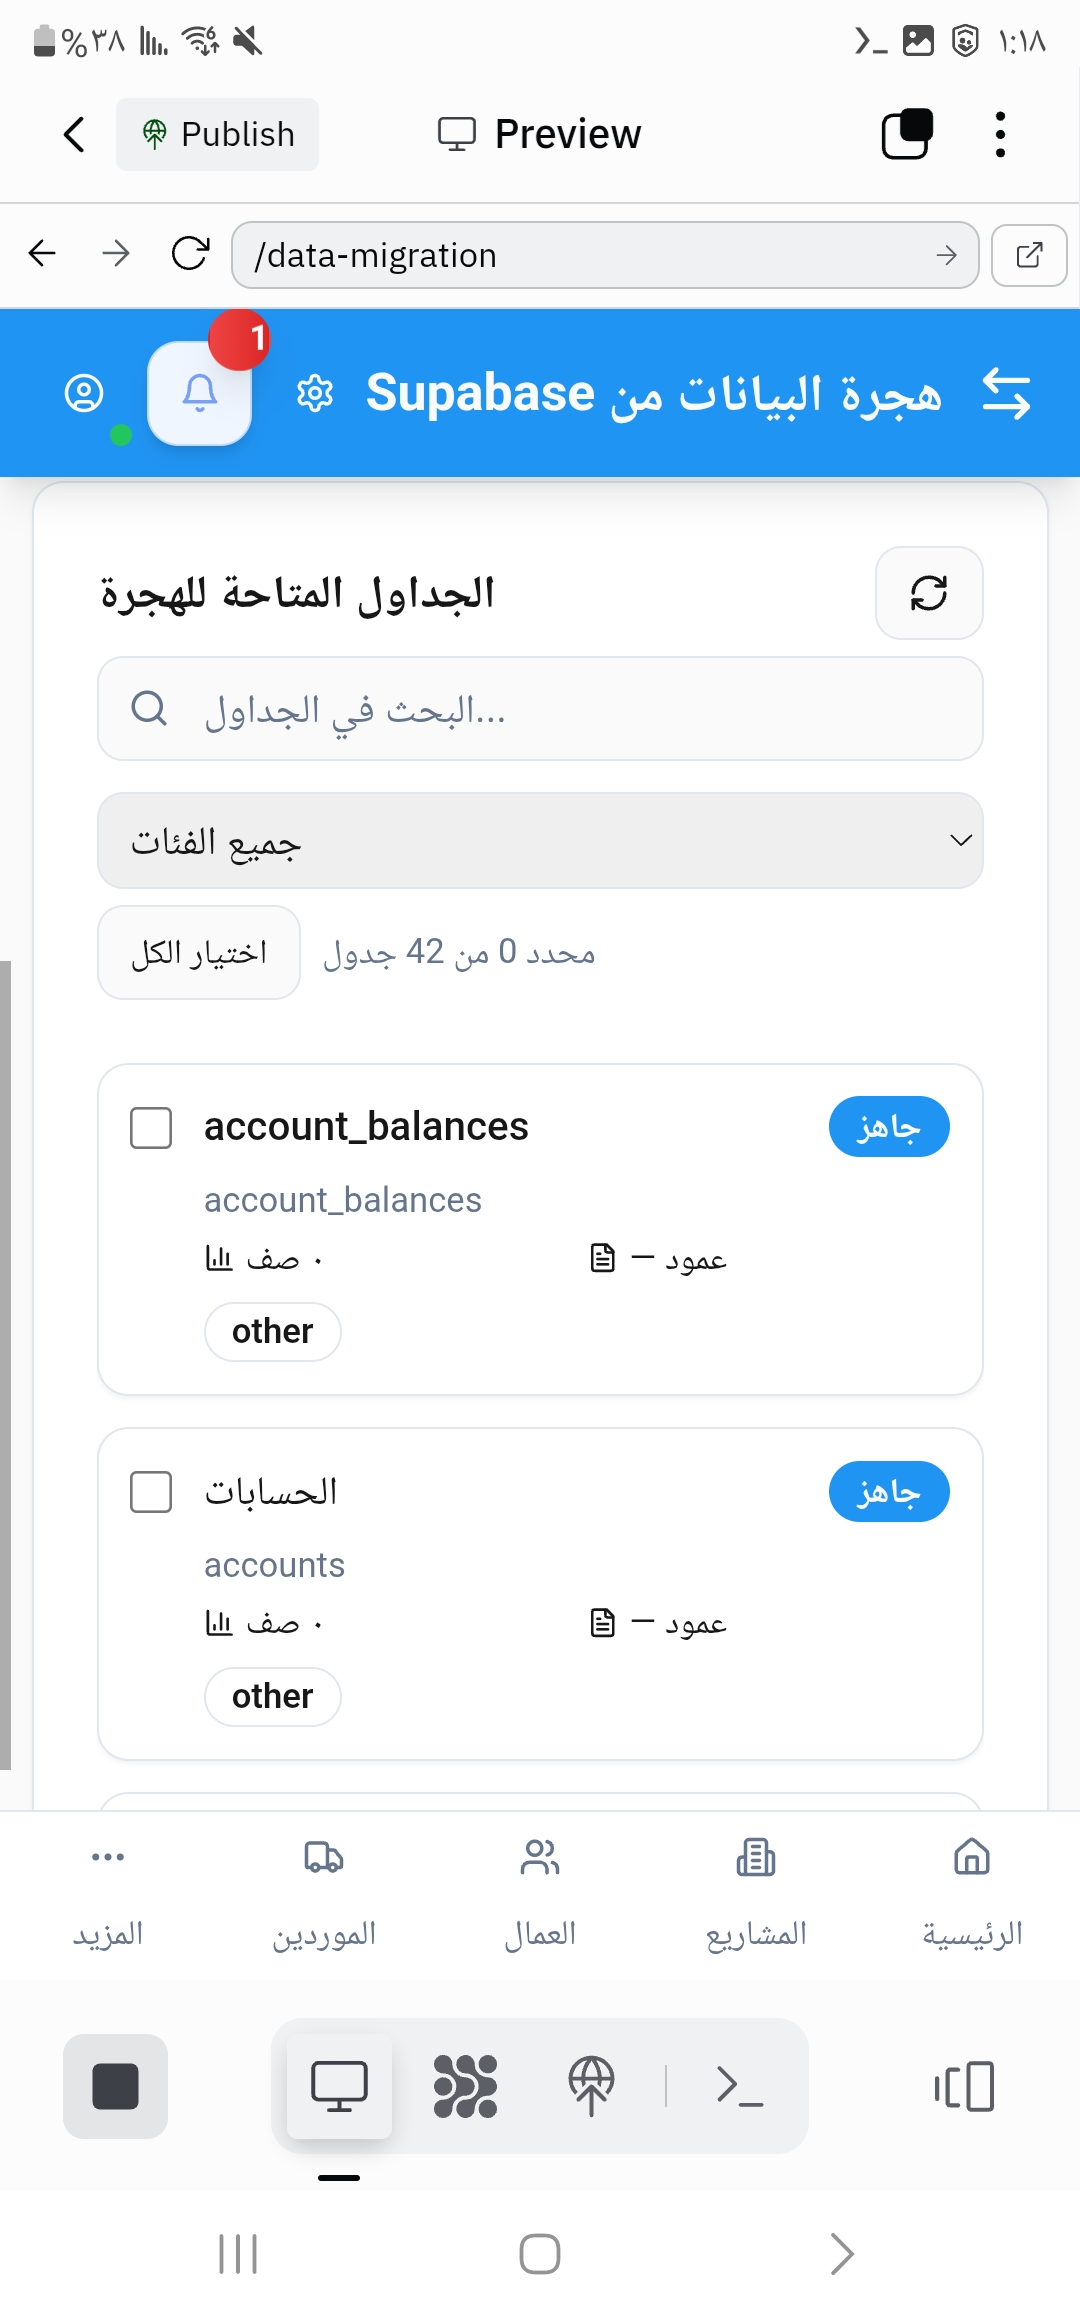 %٣٨
١:١٨
Publish
Preview
/data-migration
1
هجرة البيانات من Supabase
الجداول المتاحة للهجرة
البحث في الجداول...
جميع الفئات
اختيار الكل
محدد 0 من 42 جدول
account_balances
جاهز
account_balances
٠ صف
— عمود
other
الحسابات
جاهز
accounts
٠ صف
— عمود
other
الرئيسية
المشاريع
العمال
الموردين
المزيد